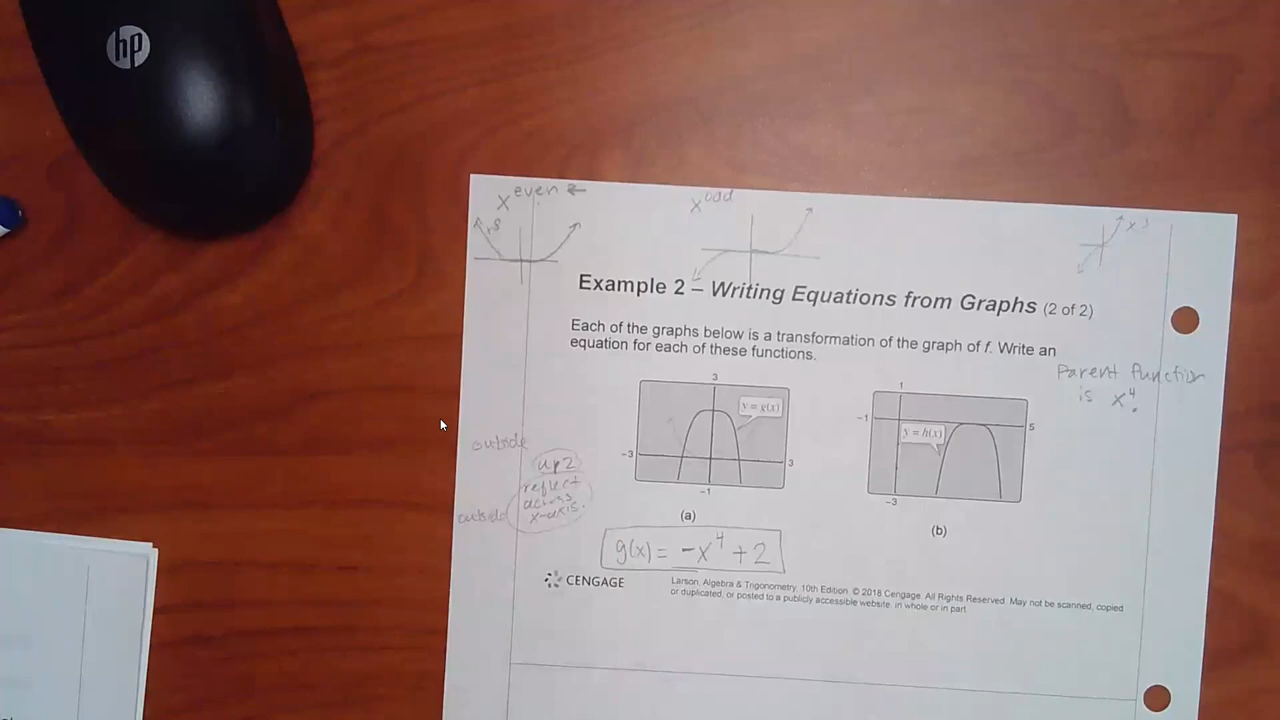 hp
x^even ←
x^odd
Example 2 – Writing Equations from Graphs (2 of 2)
Each of the graphs below is a transformation of the graph of f. Write an
equation for each of these functions.
Parent function
is x^4.
3
y = g(x)
-3
3
-1
(a)
1
-1
5
y = h(x)
-3
(b)
outside
up 2
reflect
across
x-axis.
outside
g(x) = -x^4 + 2
CENGAGE
Larson, Algebra & Trigonometry, 10th Edition. © 2018 Cengage. All Rights Reserved. May not be scanned, copied
or duplicated, or posted to a publicly accessible website, in whole or in part.